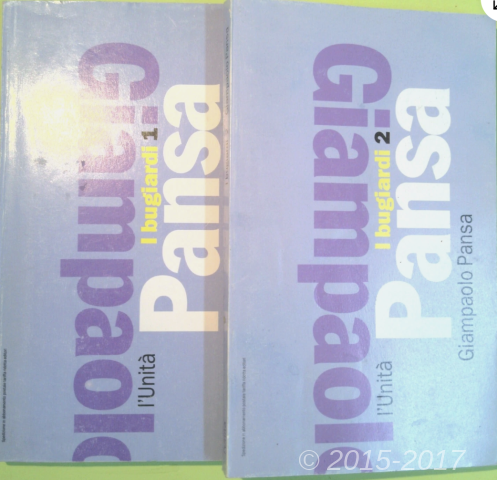 Giampaolo
I bugiardi 1
Pansa
l'Unità
Giampaolo
I bugiardi 2
Pansa
l'Unità
Giampaolo Pansa
© 2015-2017